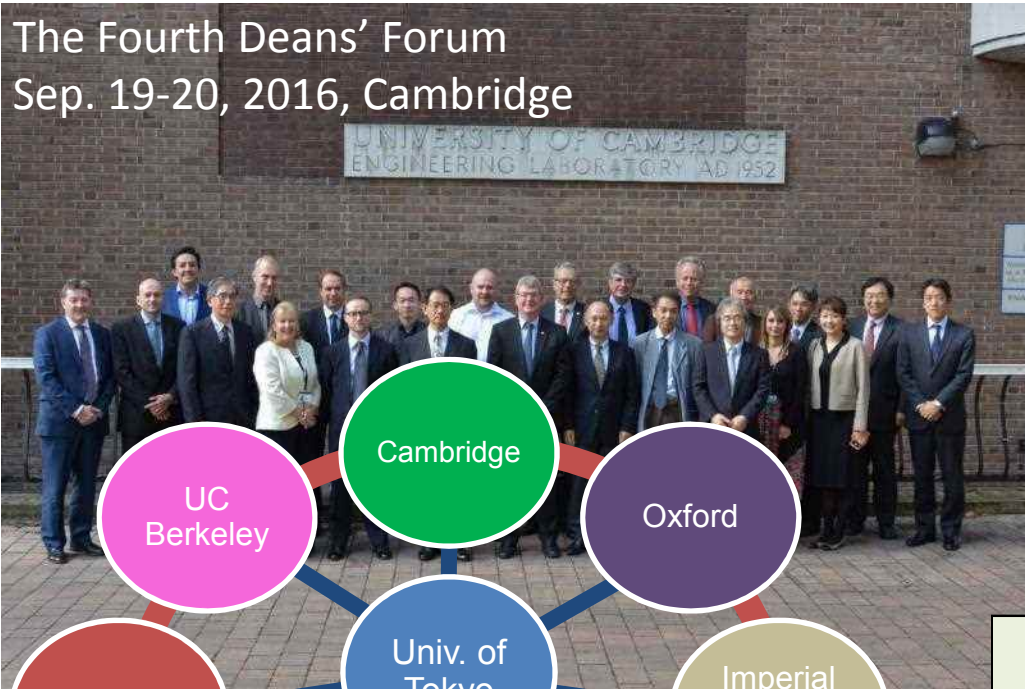 The Fourth Deans’ Forum
Sep. 19-20, 2016, Cambridge
UNIVERSITY OF CAMBRIDGE
ENGINEERING LABORATORY AD 1952
Cambridge
UC
Berkeley
Oxford
Univ. of
Tokyo
Imperial